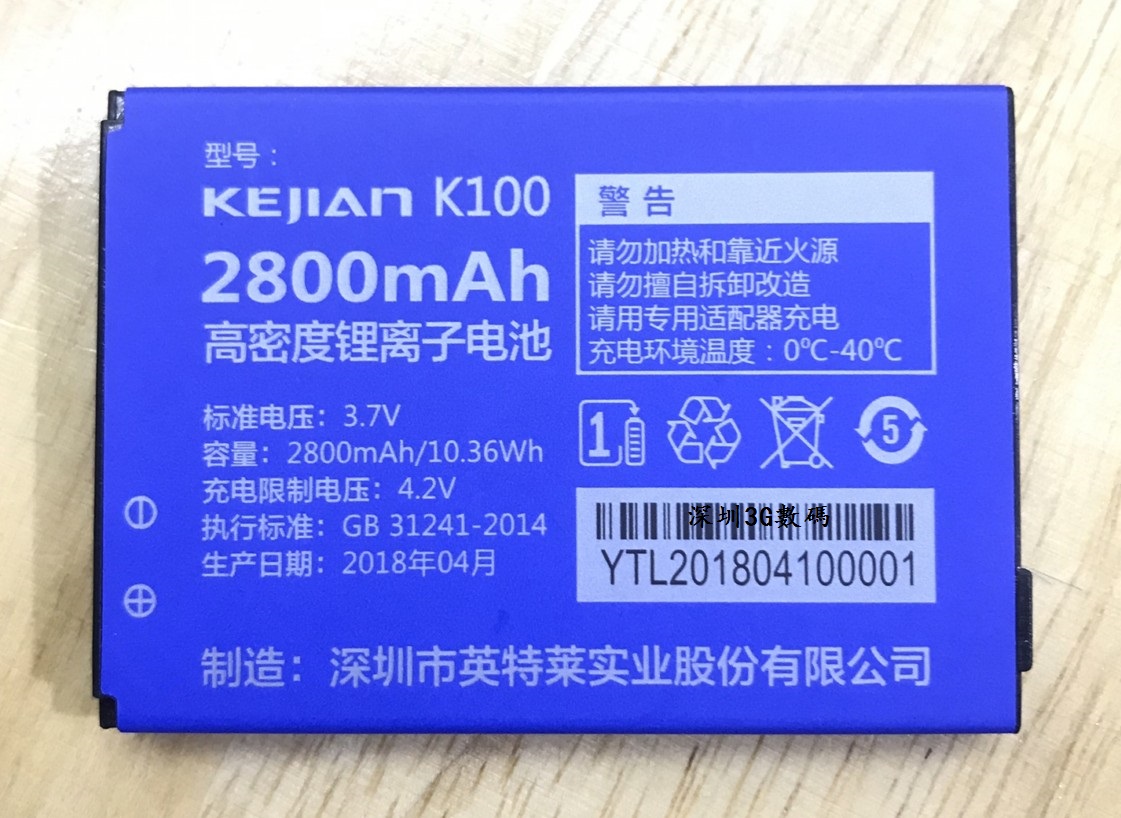 型号：
KEJIAN K100
2800mAh
高密度锂离子电池
标准电压：3.7V
容量：2800mAh/10.36Wh
充电限制电压：4.2V
执行标准：GB 31241-2014
生产日期：2018年04月
警告
请勿加热和靠近火源
请勿擅自拆卸改造
请用专用适配器充电
充电环境温度：0℃-40℃
1
5
深圳3G數碼
YTL201804100001
制造：深圳市英特莱实业股份有限公司